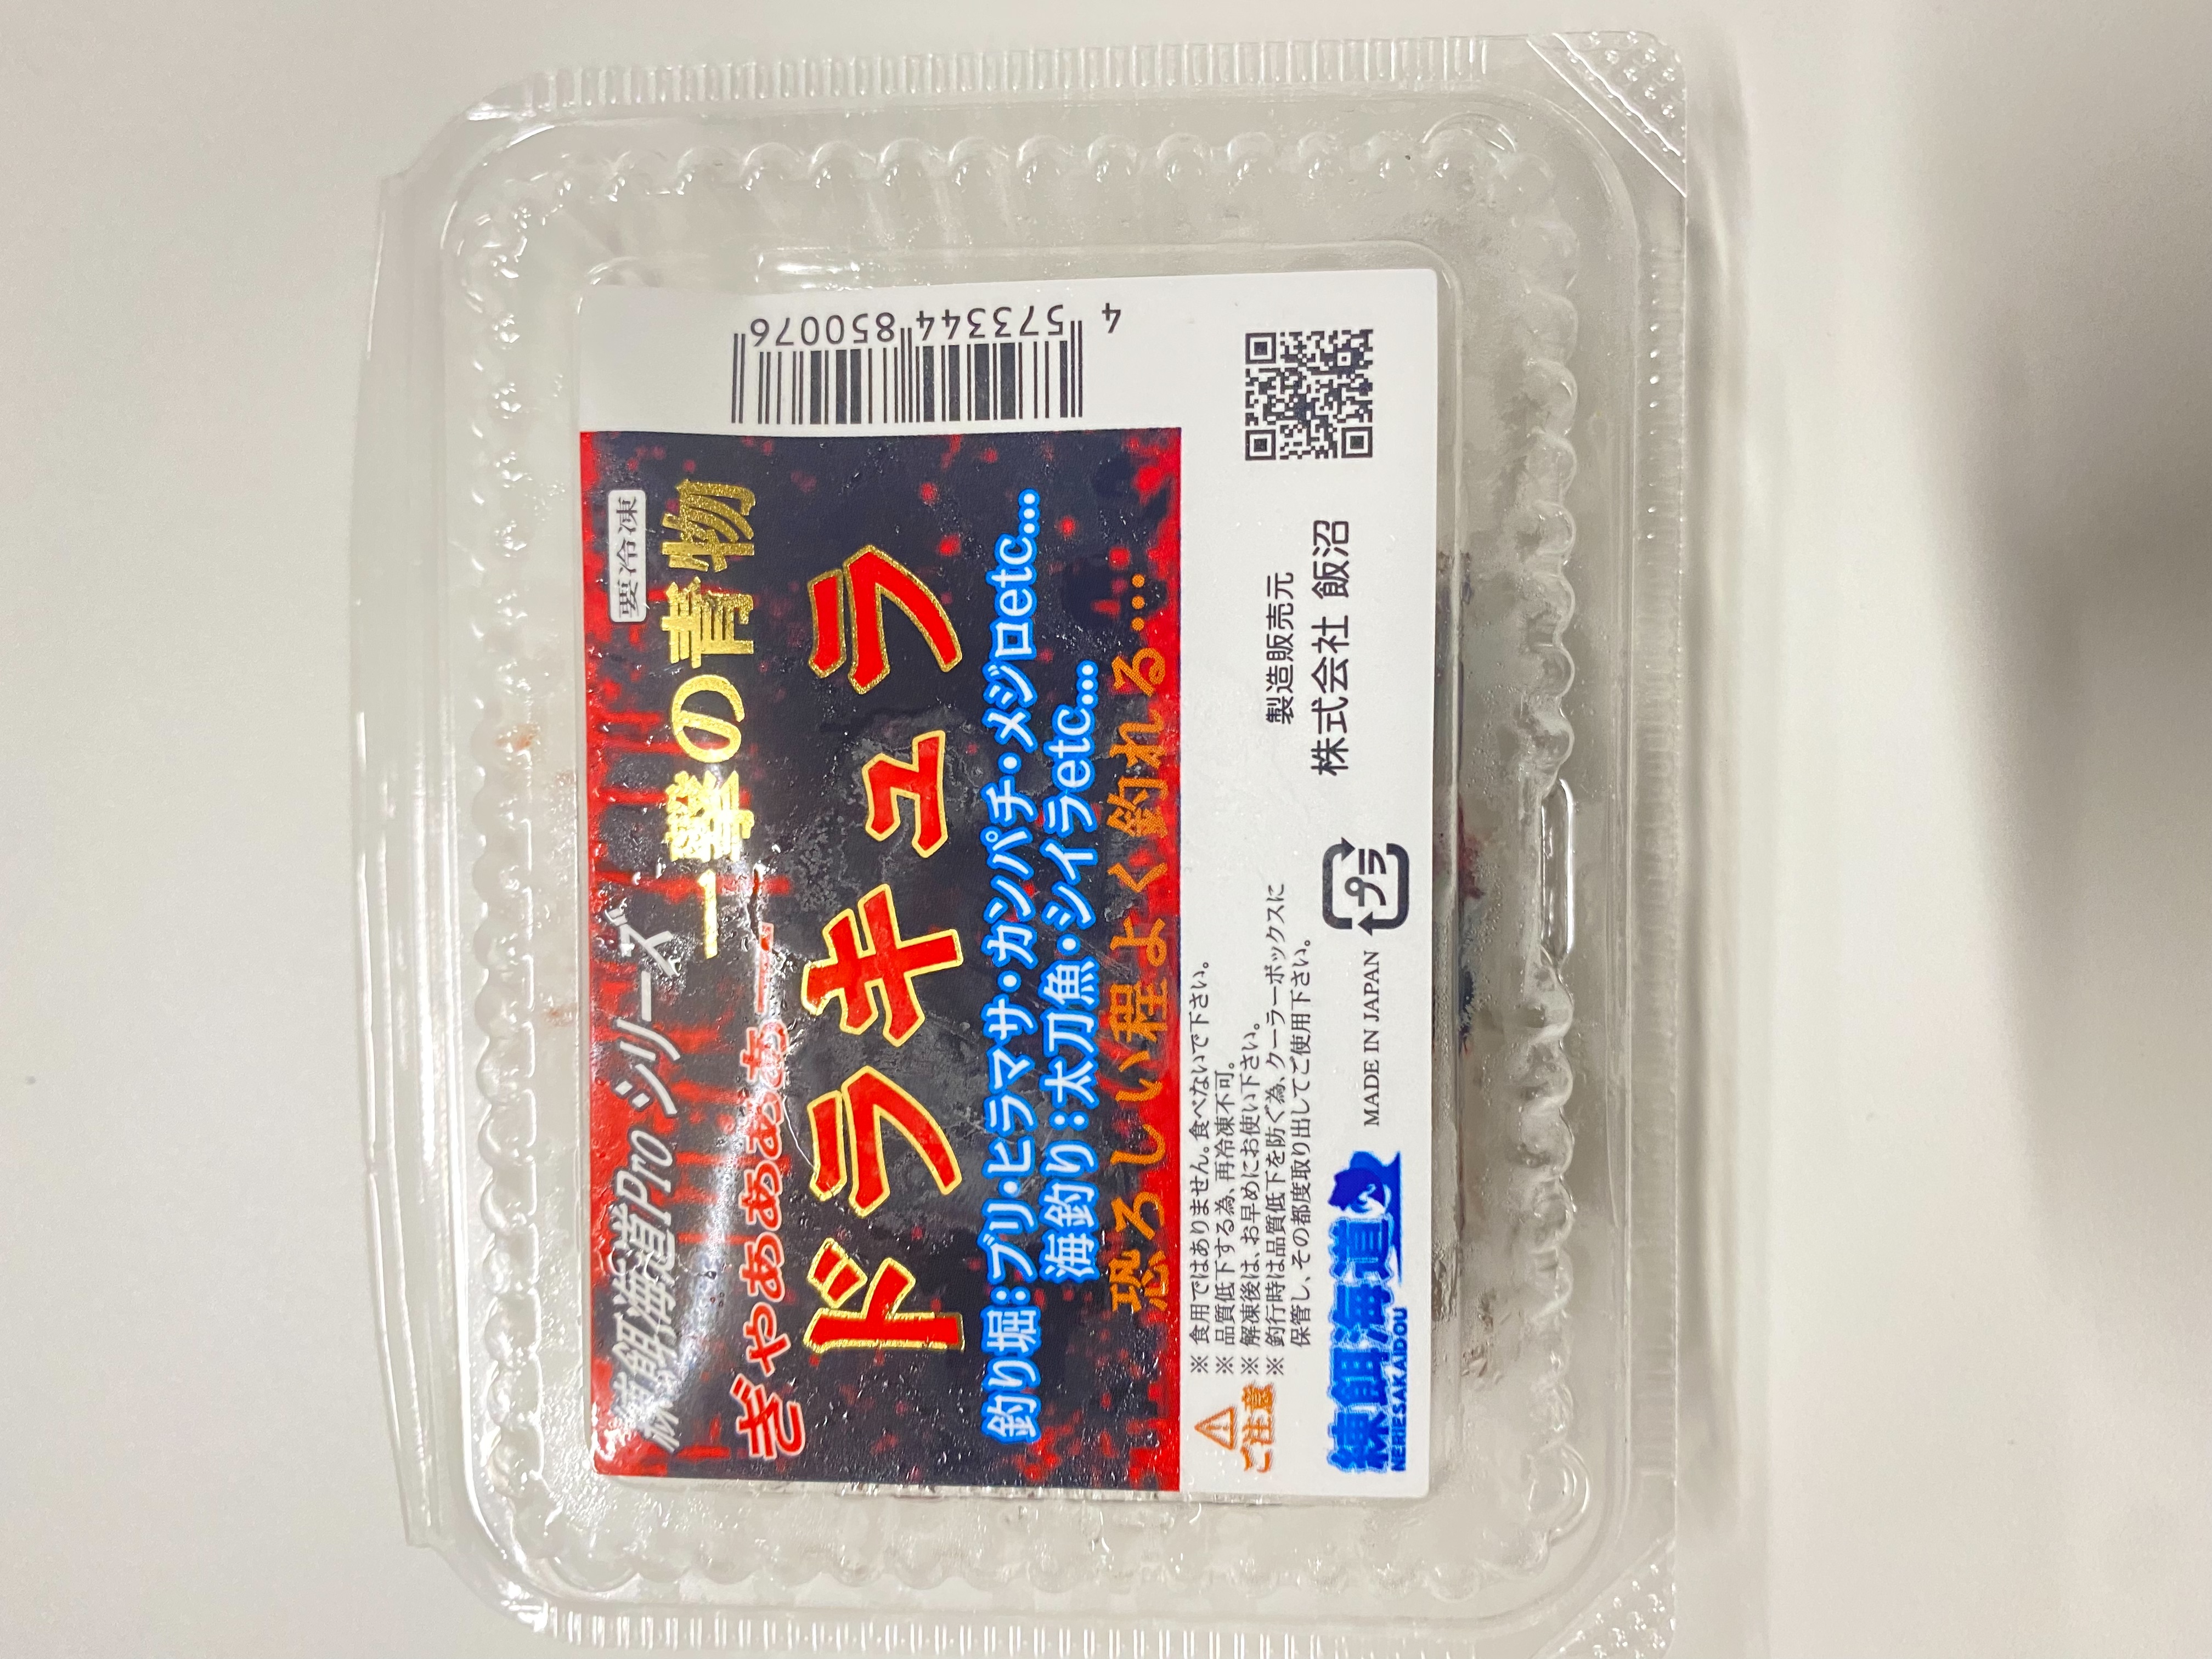 練餌海道Pro シリーズ
要冷凍
一撃の青物
ぎゃぁぁぁぁー
ドラキュラ
釣り堀：ブリ・ヒラマサ・カンパチ・メジロetc...
海釣り：太刀魚・シイラetc...
恐ろしい程よく釣れる…
4 573344 850076
ご注意
※ 食用ではありません。食べないで下さい。
※ 品質低下する為、再冷凍不可。
※ 解凍後は、お早めにお使い下さい。
※ 釣行時は品質低下を防ぐ為、クーラーボックスに
保管し、その都度取り出してご使用下さい。
製造販売元
株式会社 飯沼
練餌海道
NERIESAKAIDOU
MADE IN JAPAN
プラ